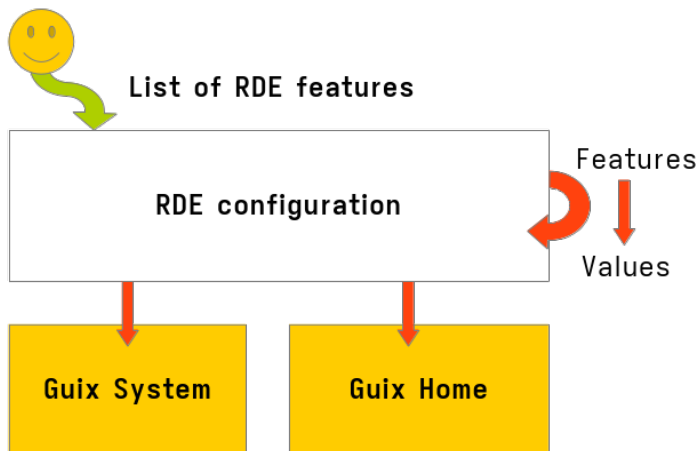 List of RDE features
Features
RDE configuration
Values
Guix System
Guix Home